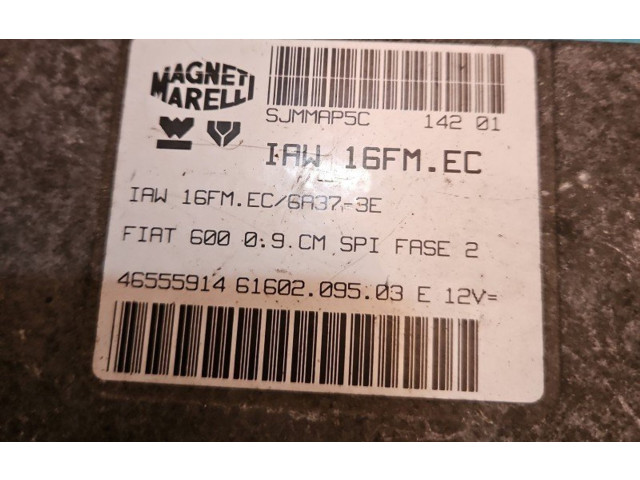 MAGNETI
MARELLI
SJMMAP5C 142 01
IAW 16FM.EC
IAW 16FM.EC/6A37-3E
FIAT 600 0.9.CM SPI FASE 2
46555914 61602.095.03 E 12V=